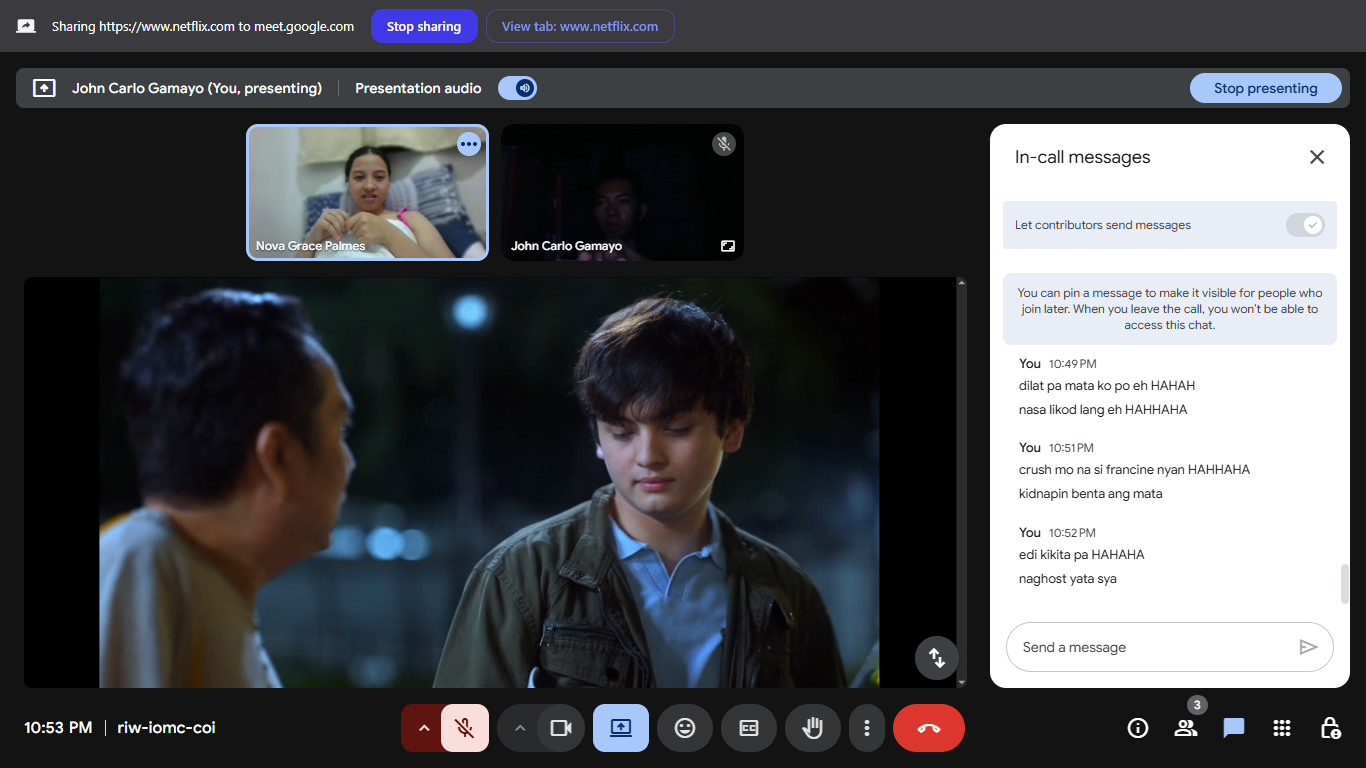 Sharing https://www.netflix.com to meet.google.com
Stop sharing
View tab: www.netflix.com
John Carlo Gamayo (You, presenting)
Presentation audio
Stop presenting
Nova Grace Palmes
John Carlo Gamayo
In-call messages
Let contributors send messages
You can pin a message to make it visible for people who
join later. When you leave the call, you won't be able to
access this chat.
You 10:49 PM
dilat pa mata ko po eh HAHAH
nasa likod lang eh HAHHAHA
You 10:51 PM
crush mo na si francine nyan HAHHAHA
kidnapin benta ang mata
You 10:52 PM
edi kikita pa HAHAHA
naghost yata sya
Send a message
10:53 PM
riw-iomc-coi
CC
3